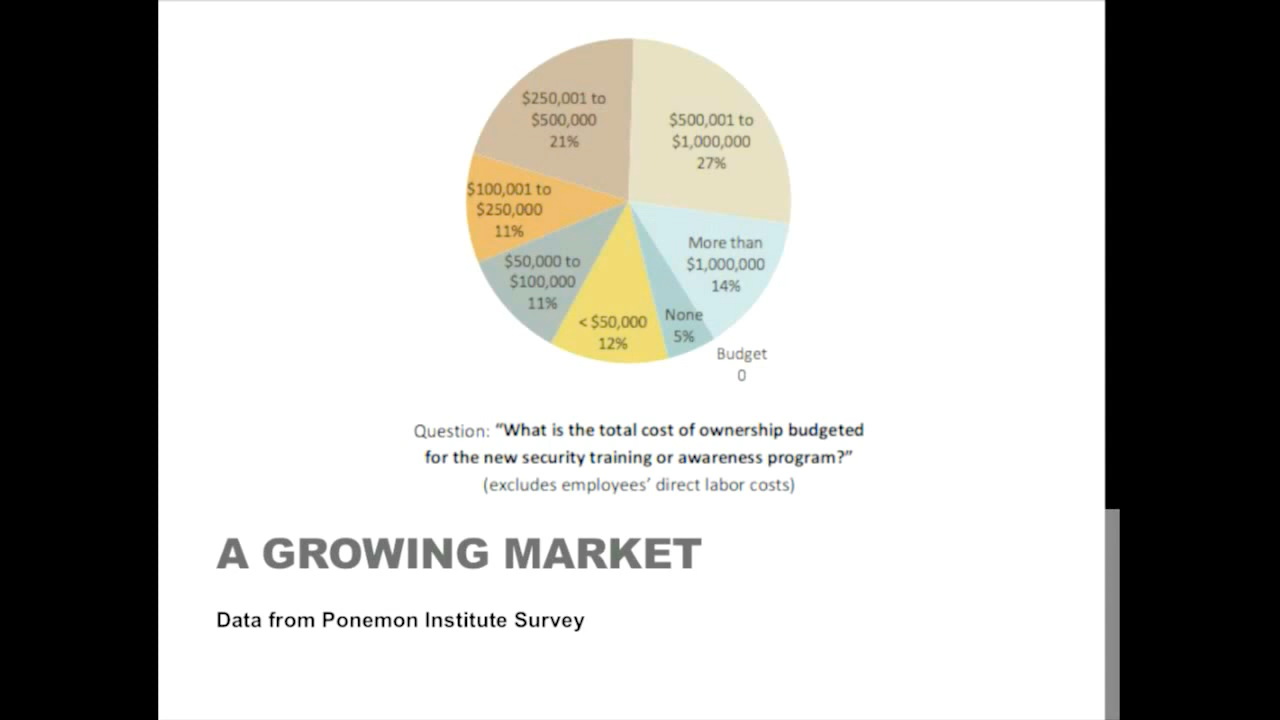 $250,001 to
$500,000
21%
$500,001 to
$1,000,000
27%
$100,001 to
$250,000
11%
More than
$1,000,000
14%
$50,000 to
$100,000
11%
< $50,000
12%
None
5%
Budget
0
Question: “What is the total cost of ownership budgeted
for the new security training or awareness program?”
(excludes employees’ direct labor costs)
A GROWING MARKET
Data from Ponemon Institute Survey